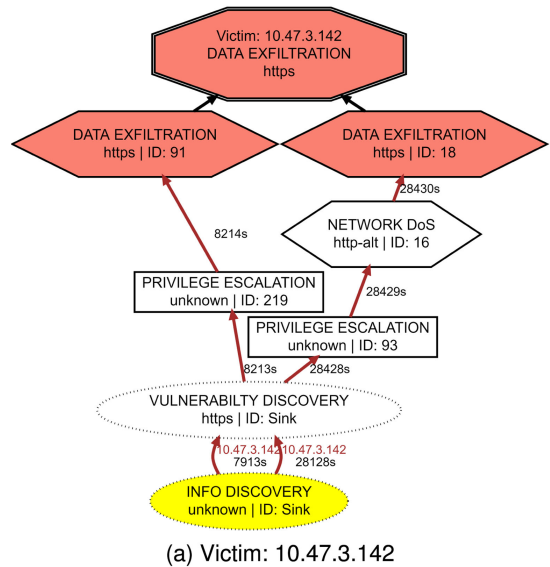 Victim: 10.47.3.142
DATA EXFILTRATION
https
DATA EXFILTRATION
https | ID: 91
DATA EXFILTRATION
https | ID: 18
28430s
8214s
NETWORK DoS
http-alt | ID: 16
PRIVILEGE ESCALATION
unknown | ID: 219
28429s
PRIVILEGE ESCALATION
unknown | ID: 93
8213s
28428s
VULNERABILTY DISCOVERY
https | ID: Sink
10.47.3.142
7913s
10.47.3.142
28128s
INFO DISCOVERY
unknown | ID: Sink
(a) Victim: 10.47.3.142